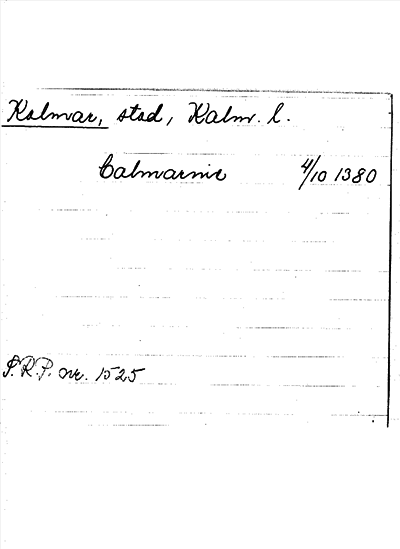 Kalmar, stad, Kalm. l.
Calmarnie 4/10 1380
S.R.P. nr. 1525